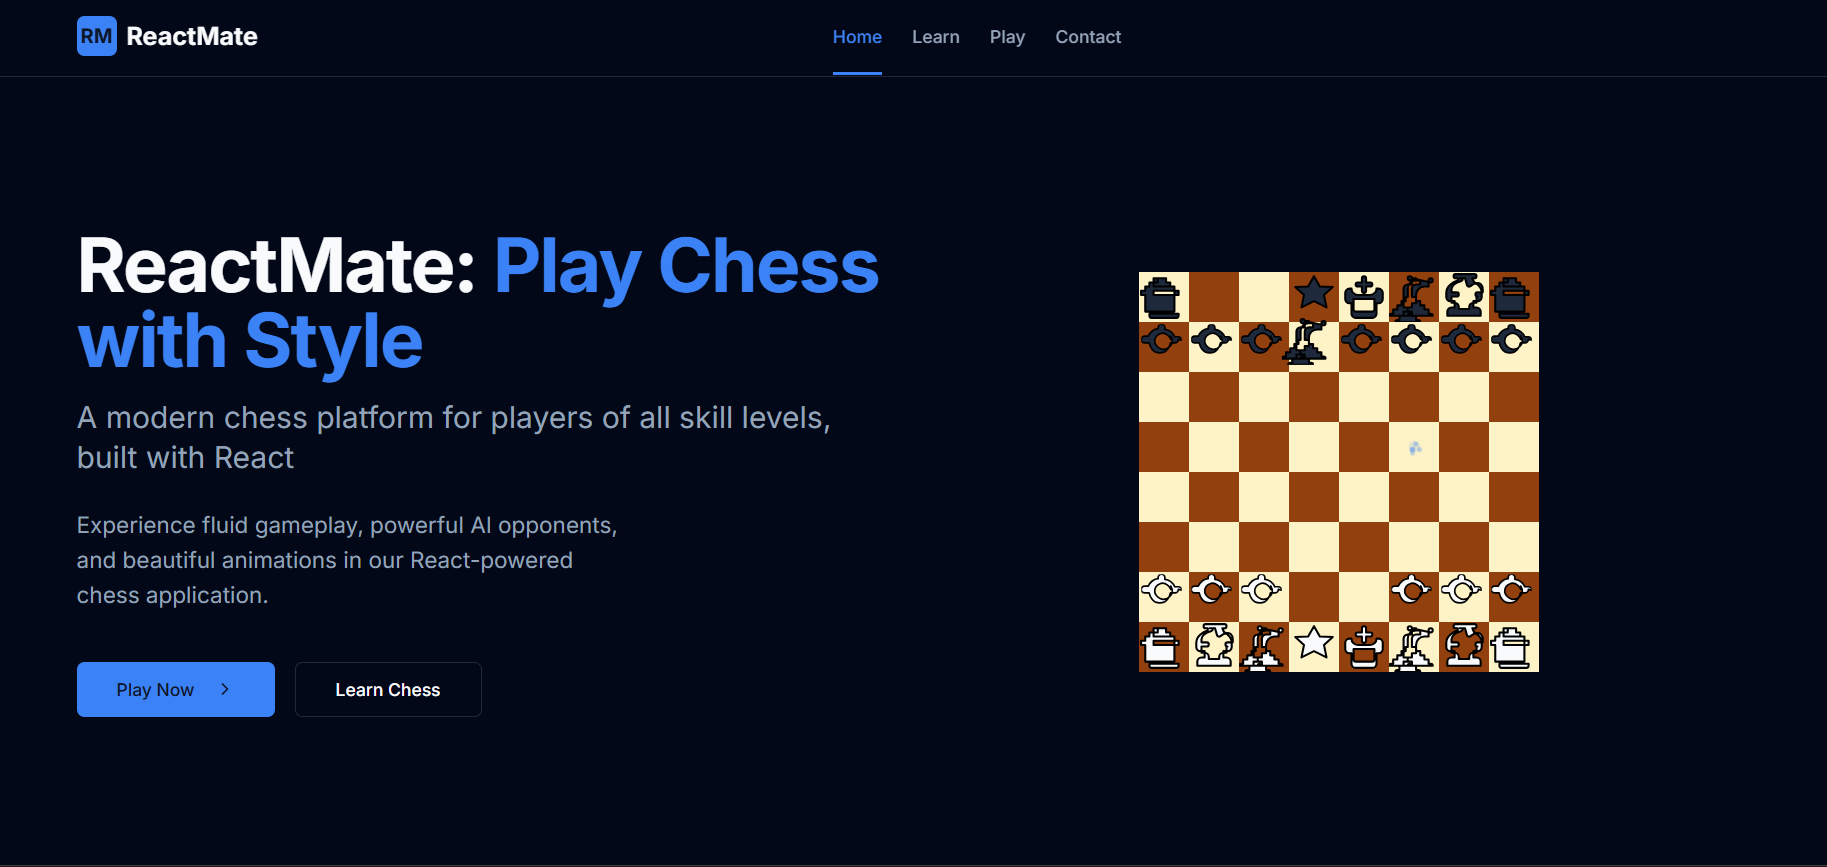 RM ReactMate
Home Learn Play Contact
ReactMate: Play Chess
with Style
A modern chess platform for players of all skill levels,
built with React
Experience fluid gameplay, powerful AI opponents,
and beautiful animations in our React-powered
chess application.
Play Now
Learn Chess